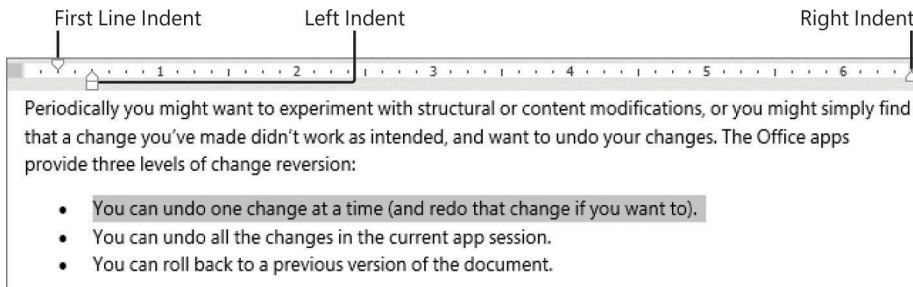 First Line Indent Left Indent Right Indent
1 2 3 4 5 6
Periodically you might want to experiment with structural or content modifications, or you might simply find
that a change you've made didn't work as intended, and want to undo your changes. The Office apps
provide three levels of change reversion:
• You can undo one change at a time (and redo that change if you want to).
• You can undo all the changes in the current app session.
• You can roll back to a previous version of the document.